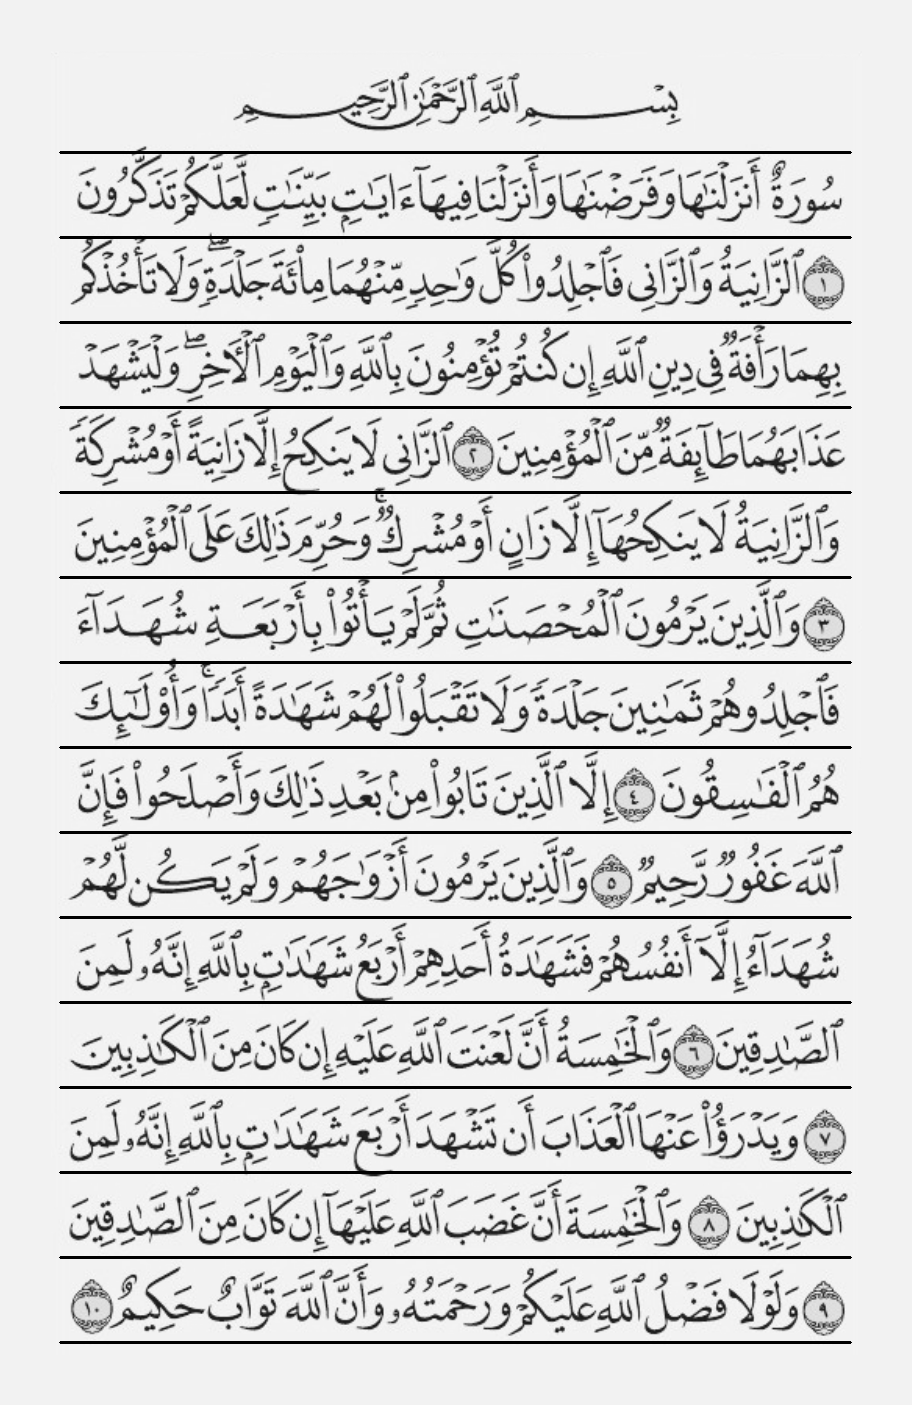 بِسْمِ ٱللَّهِ ٱلرَّحْمَٰنِ ٱلرَّحِيمِ
سُورَةٌ أَنزَلْنَٰهَا وَفَرَضْنَٰهَا وَأَنزَلْنَا فِيهَآ ءَايَٰتٍۭ بَيِّنَٰتٍ لَّعَلَّكُمْ تَذَكَّرُونَ
١ ٱلزَّانِيَةُ وَٱلزَّانِى فَٱجْلِدُوا۟ كُلَّ وَٰحِدٍ مِّنْهُمَا مِا۟ئَةَ جَلْدَةٍ ۖ وَلَا تَأْخُذْكُم
بِهِمَا رَأْفَةٌ فِى دِينِ ٱللَّهِ إِن كُنتُمْ تُؤْمِنُونَ بِٱللَّهِ وَٱلْيَوْمِ ٱلْـَٔاخِرِ ۖ وَلْيَشْهَدْ
عَذَابَهُمَا طَآئِفَةٌ مِّنَ ٱلْمُؤْمِنِينَ ٢ ٱلزَّانِى لَا يَنكِحُ إِلَّا زَانِيَةً أَوْ مُشْرِكَةً
وَٱلزَّانِيَةُ لَا يَنكِحُهَآ إِلَّا زَانٍ أَوْ مُشْرِكٌ ۚ وَحُرِّمَ ذَٰلِكَ عَلَى ٱلْمُؤْمِنِينَ
٣ وَٱلَّذِينَ يَرْمُونَ ٱلْمُحْصَنَٰتِ ثُمَّ لَمْ يَأْتُوا۟ بِأَرْبَعَةِ شُهَدَآءَ
فَٱجْلِدُوهُمْ ثَمَٰنِينَ جَلْدَةً وَلَا تَقْبَلُوا۟ لَهُمْ شَهَٰدَةً أَبَدًا ۚ وَأُو۟لَٰٓئِكَ
هُمُ ٱلْفَٰسِقُونَ ٤ إِلَّا ٱلَّذِينَ تَابُوا۟ مِنۢ بَعْدِ ذَٰلِكَ وَأَصْلَحُوا۟ فَإِنَّ
ٱللَّهَ غَفُورٌ رَّحِيمٌ ٥ وَٱلَّذِينَ يَرْمُونَ أَزْوَٰجَهُمْ وَلَمْ يَكُن لَّهُمْ
شُهَدَآءُ إِلَّآ أَنفُسُهُمْ فَشَهَٰدَةُ أَحَدِهِمْ أَرْبَعُ شَهَٰدَٰتٍۭ بِٱللَّهِ إِنَّهُۥ لَمِنَ
ٱلصَّٰدِقِينَ ٦ وَٱلْخَٰمِسَةُ أَنَّ لَعْنَتَ ٱللَّهِ عَلَيْهِ إِن كَانَ مِنَ ٱلْكَٰذِبِينَ
٧ وَيَدْرَؤُا۟ عَنْهَا ٱلْعَذَابَ أَن تَشْهَدَ أَرْبَعَ شَهَٰدَٰتٍۭ بِٱللَّهِ إِنَّهُۥ لَمِنَ
ٱلْكَٰذِبِينَ ٨ وَٱلْخَٰمِسَةَ أَنَّ غَضَبَ ٱللَّهِ عَلَيْهَآ إِن كَانَ مِنَ ٱلصَّٰدِقِينَ
٩ وَلَوْلَا فَضْلُ ٱللَّهِ عَلَيْكُمْ وَرَحْمَتُهُۥ وَأَنَّ ٱللَّهَ تَوَّابٌ حَكِيمٌ ١٠